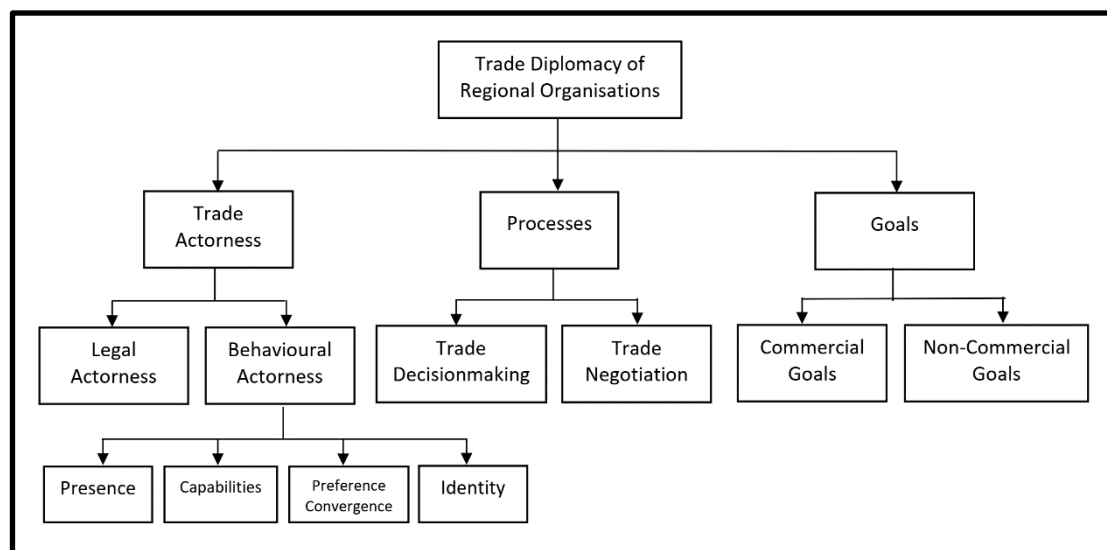 Trade Diplomacy of
Regional Organisations
Trade
Actorness
Processes
Goals
Legal
Actorness
Behavioural
Actorness
Trade
Decisionmaking
Trade
Negotiation
Commercial
Goals
Non-Commercial
Goals
Presence
Capabilities
Preference
Convergence
Identity